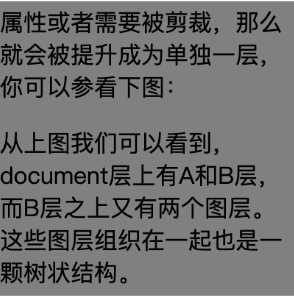 属性或者需要被剪裁，那么
就会被提升成为单独一层，
你可以参看下图：
从上图我们可以看到，
document层上有A和B层，
而B层之上又有两个图层。
这些图层组织在一起也是一
颗树状结构。